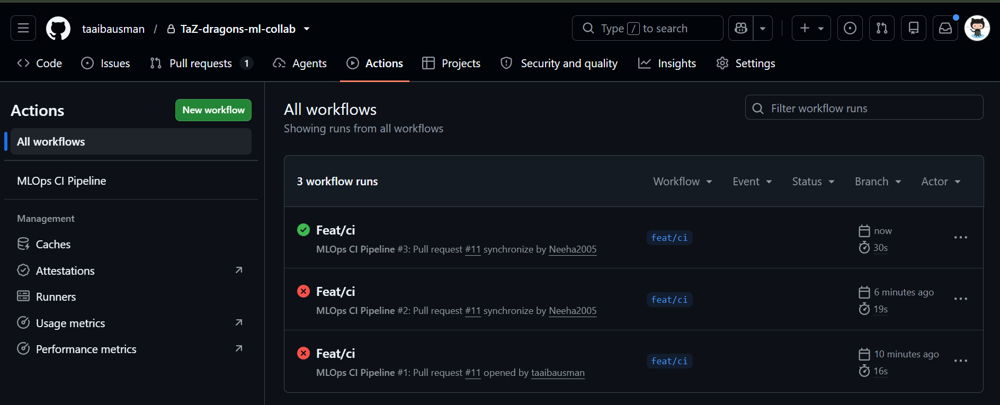 taaibausman / TaZ-dragons-ml-collab
Type / to search
Code Issues Pull requests 1 Agents Actions Projects Security and quality Insights Settings
Actions
New workflow
All workflows
MLOps CI Pipeline
Management
Caches
Attestations
Runners
Usage metrics
Performance metrics
All workflows
Showing runs from all workflows
Filter workflow runs
3 workflow runs
Workflow Event Status Branch Actor
Feat/ci
MLOps CI Pipeline #3: Pull request #11 synchronize by Neeha2005
feat/ci
now
30s
Feat/ci
MLOps CI Pipeline #2: Pull request #11 synchronize by Neeha2005
feat/ci
6 minutes ago
19s
Feat/ci
MLOps CI Pipeline #1: Pull request #11 opened by taaibausman
feat/ci
10 minutes ago
16s